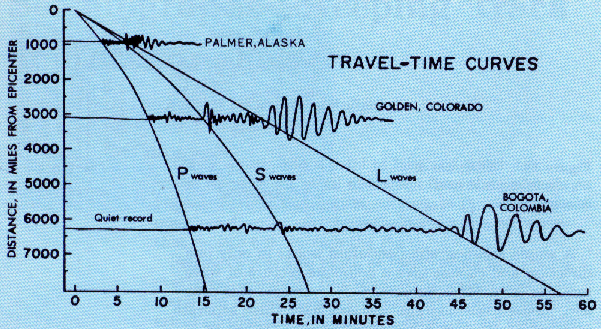 0
1000
2000
3000
4000
5000
6000
7000
DISTANCE, IN MILES FROM EPICENTER
PALMER, ALASKA
TRAVEL-TIME CURVES
GOLDEN, COLORADO
P waves
S waves
L waves
BOGOTA,
COLOMBIA
Quiet record
0 5 10 15 20 25 30 35 40 45 50 55 60
TIME, IN MINUTES